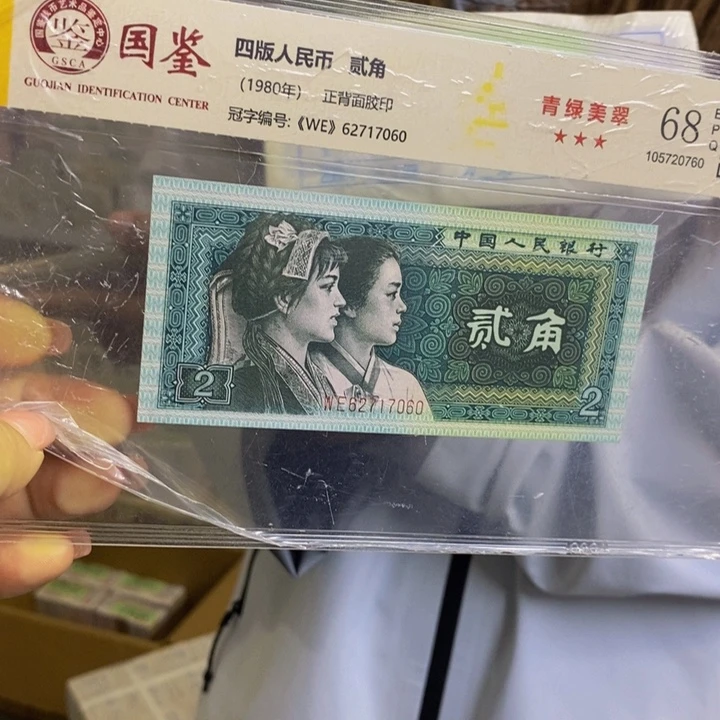 鉴
GSCA
国鉴
GUOJIAN IDENTIFICATION CENTER
四版人民币 贰角
(1980年) 正背面胶印
冠字编号:《WE》62717060
青绿美翠
★★★
68
105720760
E
P
Q
中国人民银行
贰角
2
WE62717060
2